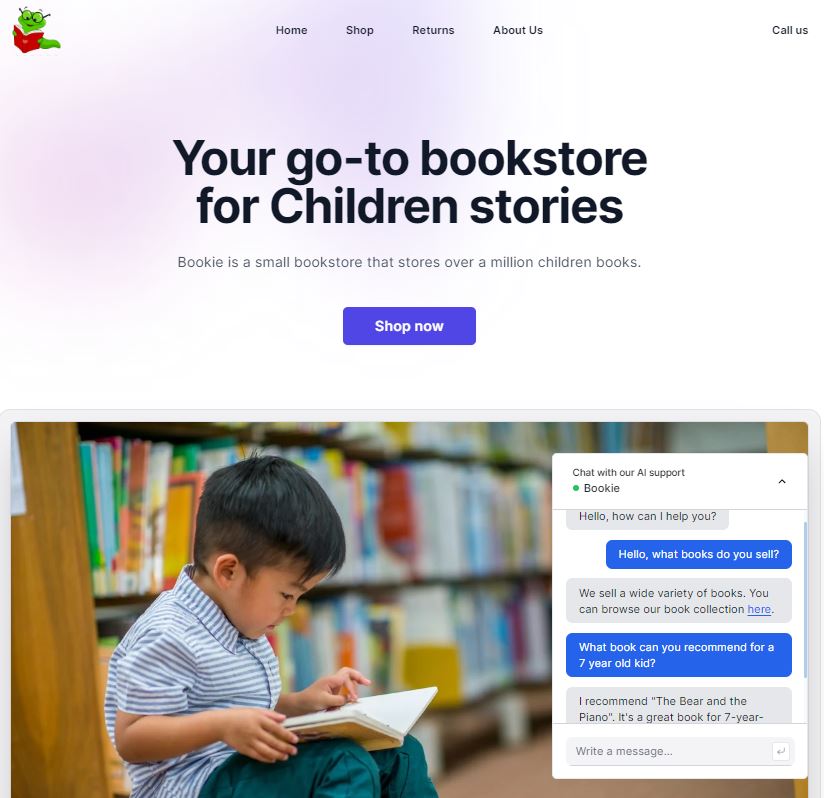 Home
Shop
Returns
About Us
Call us
Your go-to bookstore
for Children stories
Bookie is a small bookstore that stores over a million children books.
Shop now
Chat with our AI support
Bookie
Hello, how can I help you?
Hello, what books do you sell?
We sell a wide variety of books. You
can browse our book collection here.
What book can you recommend for a
7 year old kid?
I recommend "The Bear and the
Piano". It's a great book for 7-year-
Write a message...